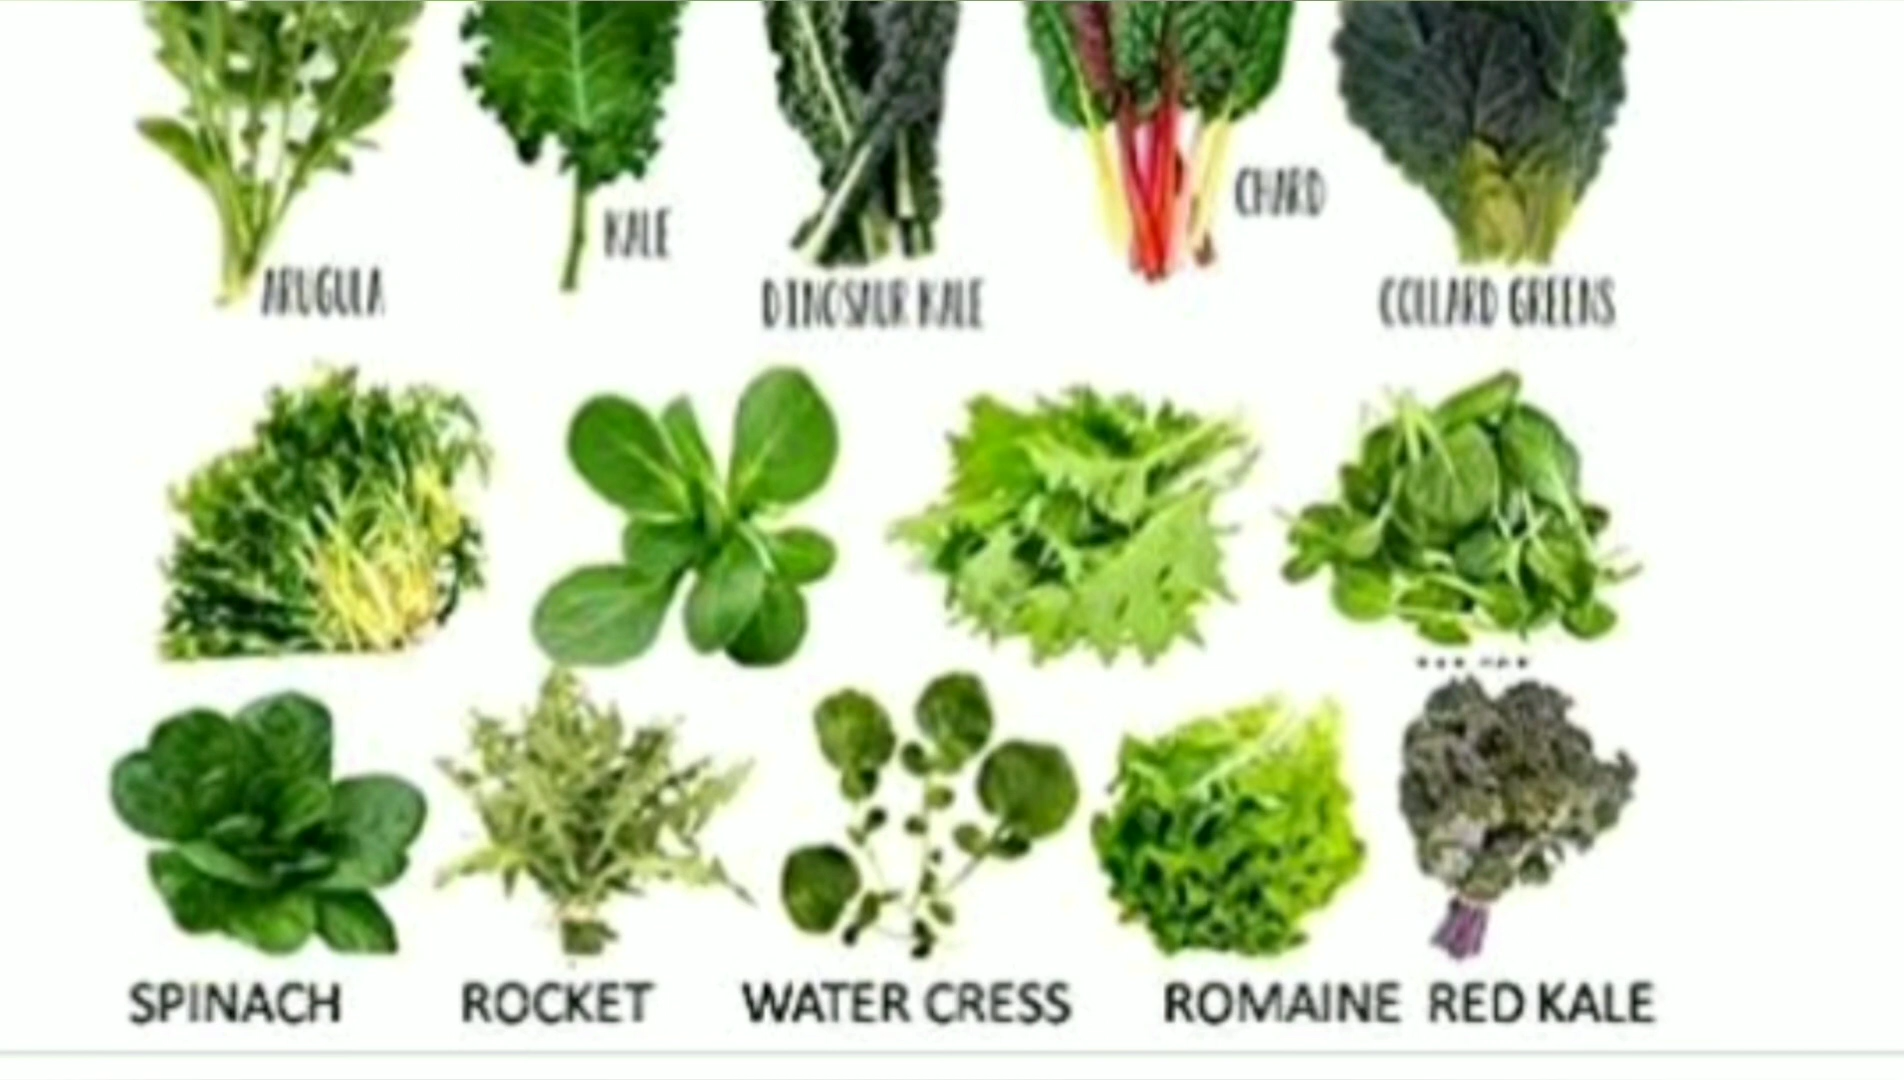 CHARD
KALE
ARUGULA
DINOSAUR KALE
COLLARD GREENS
SPINACH
ROCKET
WATER CRESS
ROMAINE
RED KALE